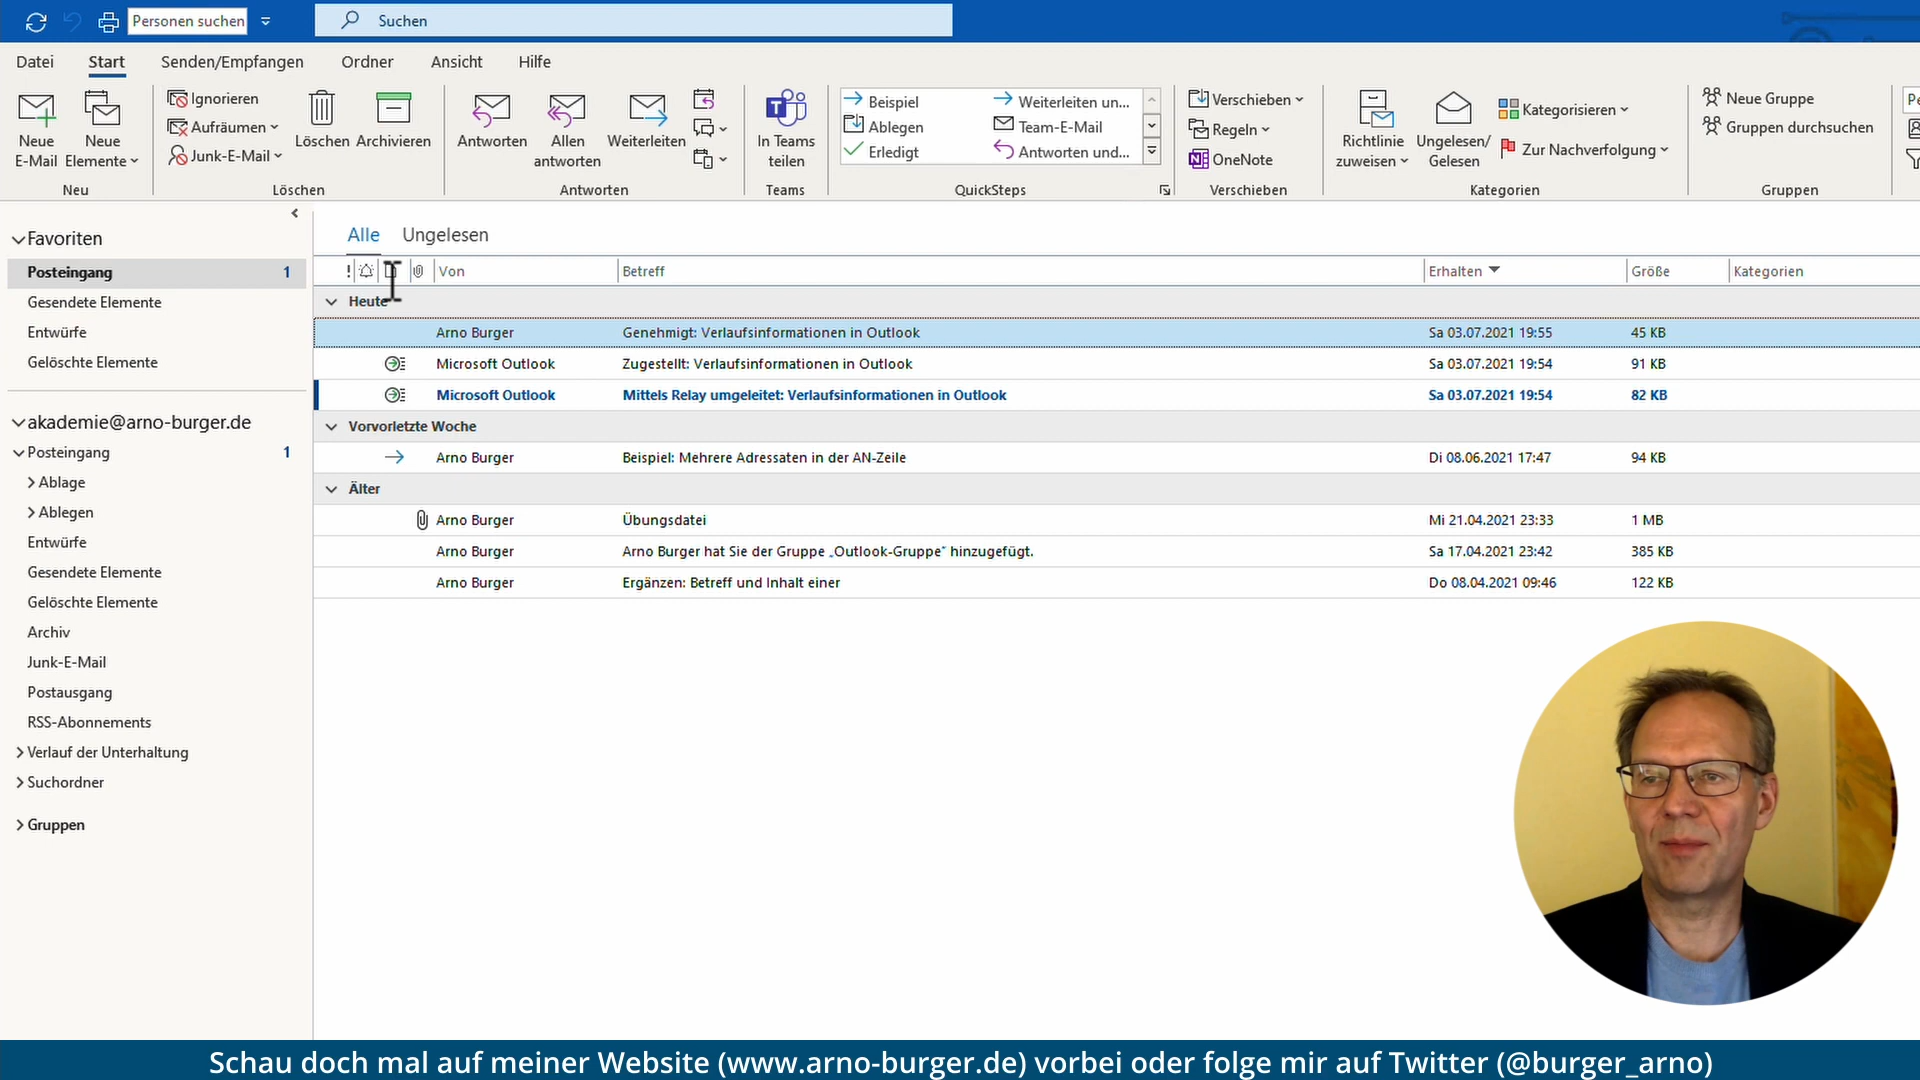 Personen suchen
Suchen
Datei Start Senden/Empfangen Ordner Ansicht Hilfe
Neue E-Mail
Neue Elemente
Neu
Ignorieren
Aufräumen
Junk-E-Mail
Löschen
Archivieren
Löschen
Antworten
Allen antworten
Weiterleiten
Antworten
In Teams teilen
Teams
Beispiel
Ablegen
Erledigt
Weiterleiten un...
Team-E-Mail
Antworten und...
QuickSteps
Verschieben
Regeln
OneNote
Verschieben
Richtlinie zuweisen
Ungelesen/ Gelesen
Kategorisieren
Zur Nachverfolgung
Kategorien
Neue Gruppe
Gruppen durchsuchen
Gruppen
Pe
Favoriten
Posteingang 1
Gesendete Elemente
Entwürfe
Gelöschte Elemente
akademie@arno-burger.de
Posteingang 1
Ablage
Ablegen
Entwürfe
Gesendete Elemente
Gelöschte Elemente
Archiv
Junk-E-Mail
Postausgang
RSS-Abonnements
Verlauf der Unterhaltung
Suchordner
Gruppen
Alle Ungelesen
! Von Betreff Erhalten Größe Kategorien
Heute
Arno Burger Genehmigt: Verlaufsinformationen in Outlook Sa 03.07.2021 19:55 45 KB
Microsoft Outlook Zugestellt: Verlaufsinformationen in Outlook Sa 03.07.2021 19:54 91 KB
Microsoft Outlook Mittels Relay umgeleitet: Verlaufsinformationen in Outlook Sa 03.07.2021 19:54 82 KB
Vorvorletzte Woche
Arno Burger Beispiel: Mehrere Adressaten in der AN-Zeile Di 08.06.2021 17:47 94 KB
Älter
Arno Burger Übungsdatei Mi 21.04.2021 23:33 1 MB
Arno Burger Arno Burger hat Sie der Gruppe „Outlook-Gruppe“ hinzugefügt. Sa 17.04.2021 23:42 385 KB
Arno Burger Ergänzen: Betreff und Inhalt einer Do 08.04.2021 09:46 122 KB
Schau doch mal auf meiner Website (www.arno-burger.de) vorbei oder folge mir auf Twitter (@burger_arno)